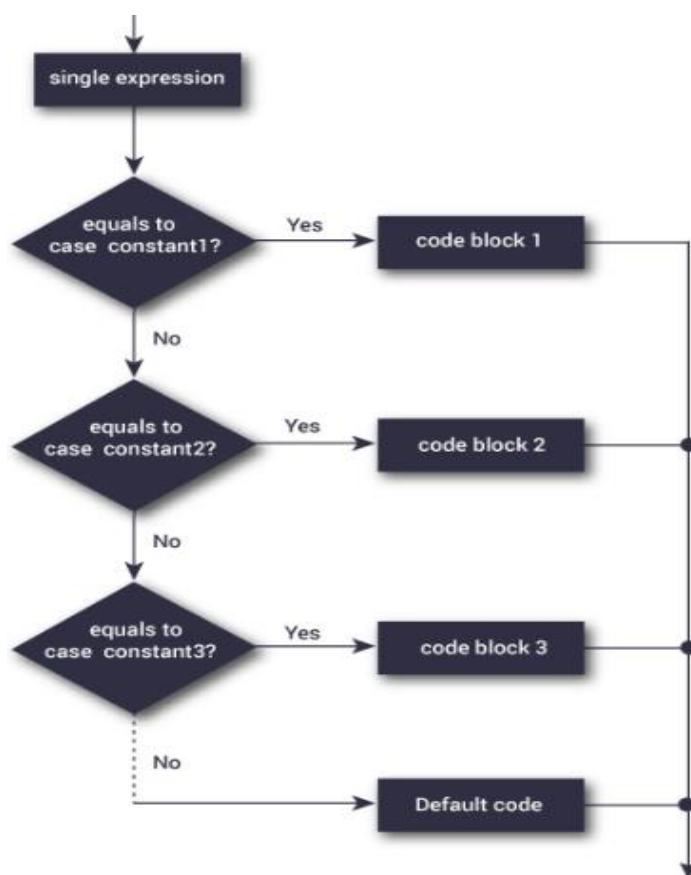 single expression
equals to
case constant1?
Yes
code block 1
No
equals to
case constant2?
Yes
code block 2
No
equals to
case constant3?
Yes
code block 3
No
Default code